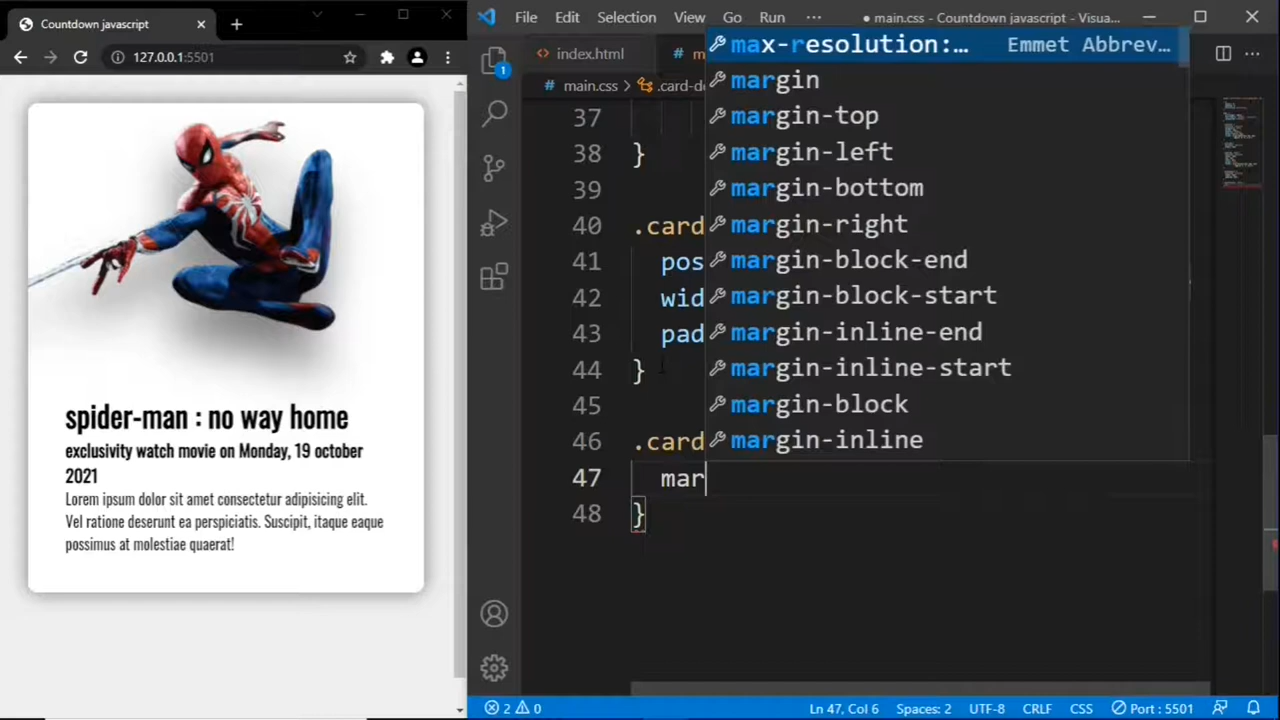 Countdown javascript
127.0.0.1:5501
spider-man : no way home
exclusivity watch movie on Monday, 19 october
2021
Lorem ipsum dolor sit amet consectetur adipisicing elit.
Vel ratione deserunt ea perspiciatis. Suscipit, itaque eaque
possimus at molestiae quaerat!
File Edit Selection View Go Run ··· ● main.css - Countdown javascript - Visua...
index.html # m
# main.css > .card-d
1
37
38 }
39
40 .card
41 pos
42 wid
43 pad
44 }
45
46 .card
47 mar
48 }
max-resolution:… Emmet Abbrev…
margin
margin-top
margin-left
margin-bottom
margin-right
margin-block-end
margin-block-start
margin-inline-end
margin-inline-start
margin-block
margin-inline
2 0 Ln 47, Col 6 Spaces: 2 UTF-8 CRLF CSS Port : 5501